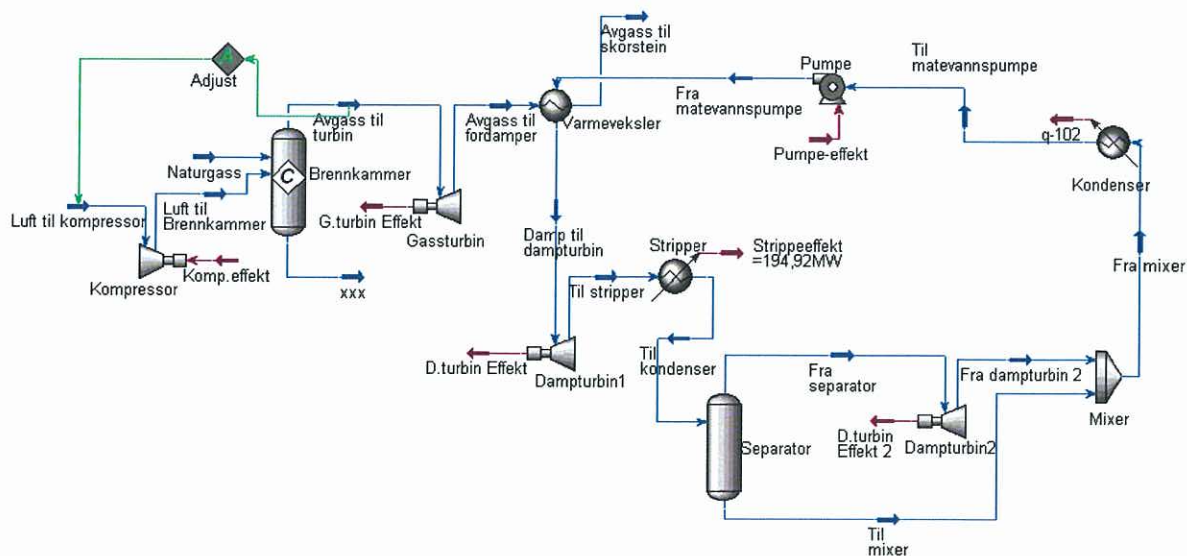 Avgass til
skorstein
Adjust
Avgass til
turbin
Avgass til
fordamper
Varmeveksler
Fra
matevannspumpe
Pumpe
Til
matevannspumpe
Pumpe-effekt
q-102
Kondenser
Naturgass
C
Brennkammer
Luft til kompressor
Luft til
Brennkammer
G.turbin Effekt
Gassturbin
Komp.effekt
Kompressor
xxx
Damp til
dampturbin
Stripper
Strippeeffekt
=194,92MW
Til stripper
Fra mixer
D.turbin Effekt
Dampturbin1
Til
kondenser
Fra
separator
Fra dampturbin 2
Mixer
D.turbin
Effekt 2
Dampturbin2
Separator
Til
mixer